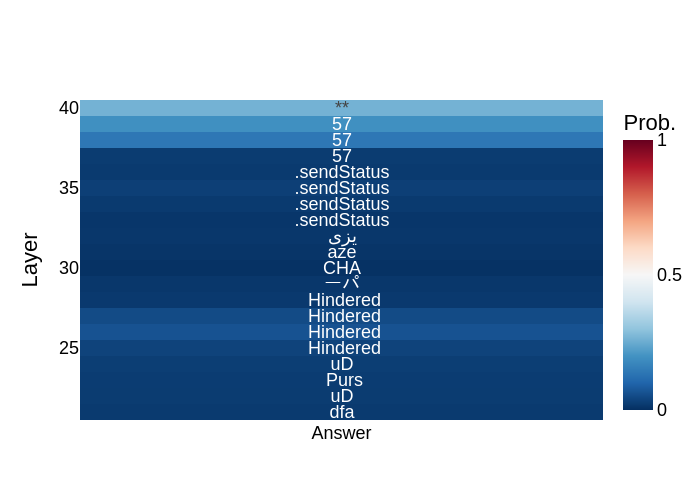 Prob.
1
0.5
0
Layer
40
35
30
25
**
57
57
57
.sendStatus
.sendStatus
.sendStatus
.sendStatus
یزی
aze
CHA
一パ
Hindered
Hindered
Hindered
Hindered
uD
Purs
uD
dfa
Answer